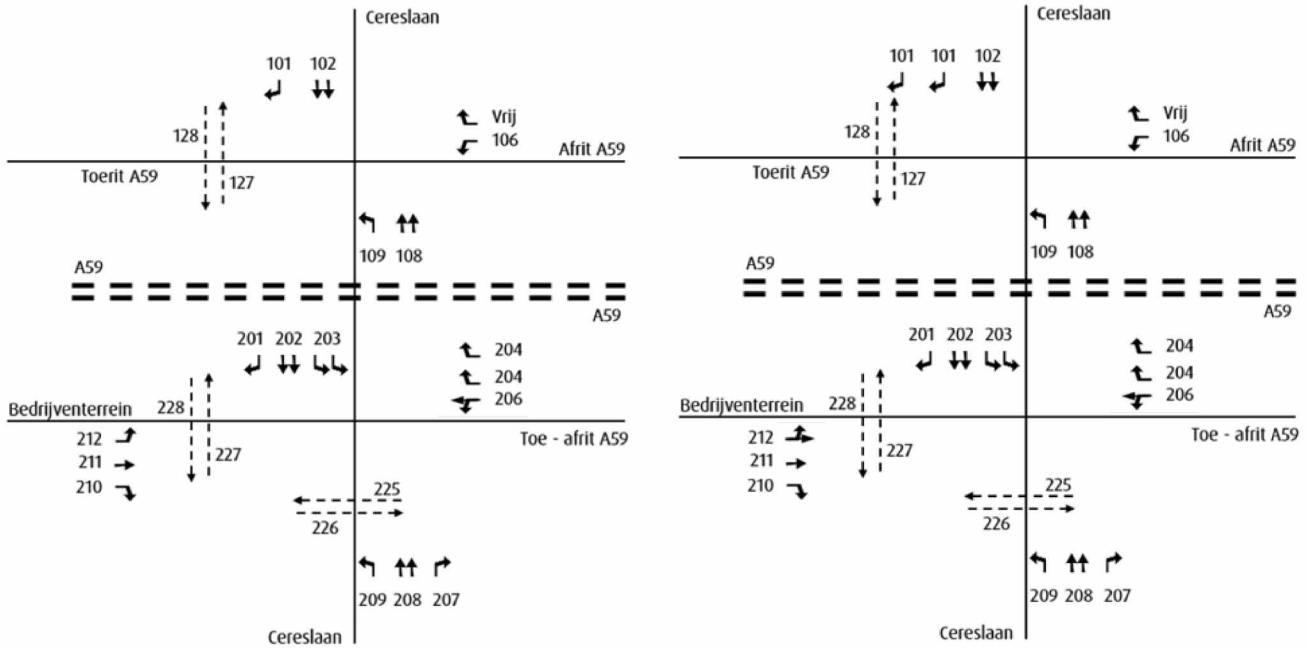 Cereslaan
101 102
128
Vrij
106
Afrit A59
Toerit A59
127
109 108
A59
A59
201 202 203
204
204
206
228
Bedrijventerrein
212
211
210
227
Toe - afrit A59
225
226
209 208 207
Cereslaan
Cereslaan
101 101 102
128
Vrij
106
Afrit A59
Toerit A59
127
109 108
A59
A59
201 202 203
204
204
206
228
Bedrijventerrein
212
211
210
227
Toe - afrit A59
225
226
209 208 207
Cereslaan